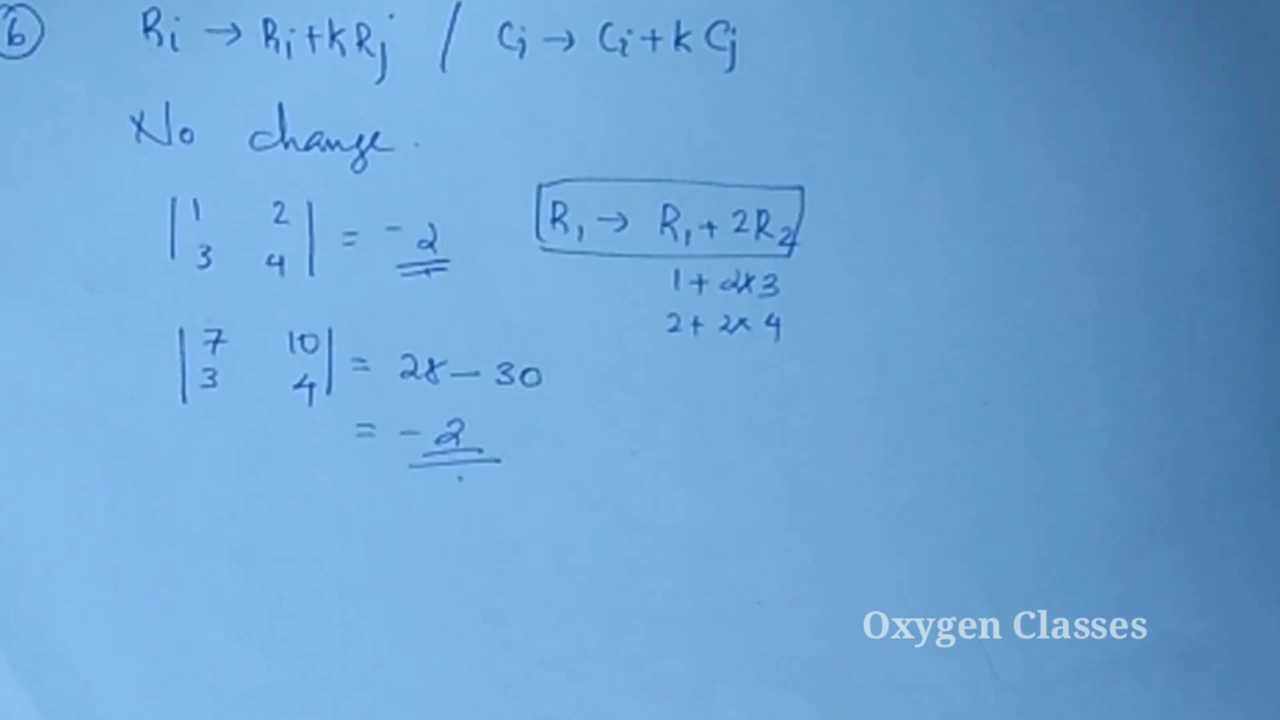 6 Ri → Ri+kRj / Ci → Ci+k Cj
No change.
| 1 2 | = -2
| 3 4 |
R1 → R1+2R2
1+2×3
2+2×4
| 7 10 | = 28-30
| 3 4 |
= -2
Oxygen Classes